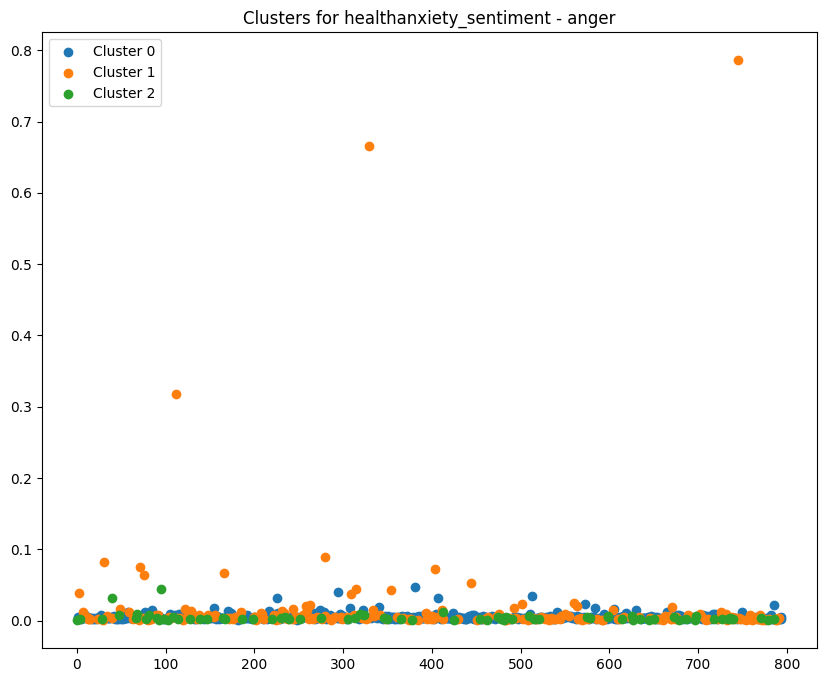 Clusters for healthanxiety_sentiment - anger
Cluster 0
Cluster 1
Cluster 2
0.8
0.7
0.6
0.5
0.4
0.3
0.2
0.1
0.0
0 100 200 300 400 500 600 700 800